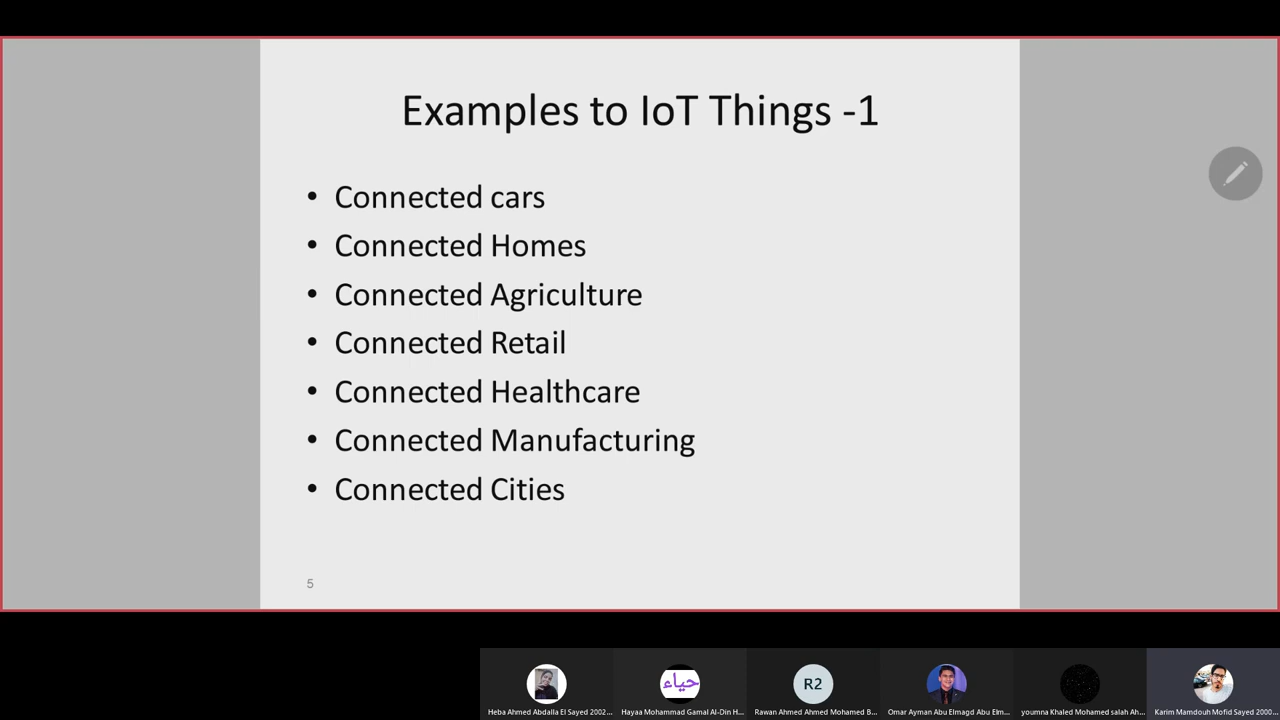 Examples to IoT Things -1
• Connected cars
• Connected Homes
• Connected Agriculture
• Connected Retail
• Connected Healthcare
• Connected Manufacturing
• Connected Cities
5
حياء
R2
Heba Ahmed Abdalla El Sayed 2002...
Hayaa Mohammad Gamal Al-Din H...
Rawan Ahmed Ahmed Mohamed B...
Omar Ayman Abu Elmagd Abu Elm...
youmna Khaled Mohamed salah Ah...
Karim Mamdouh Mofid Sayed 2000...